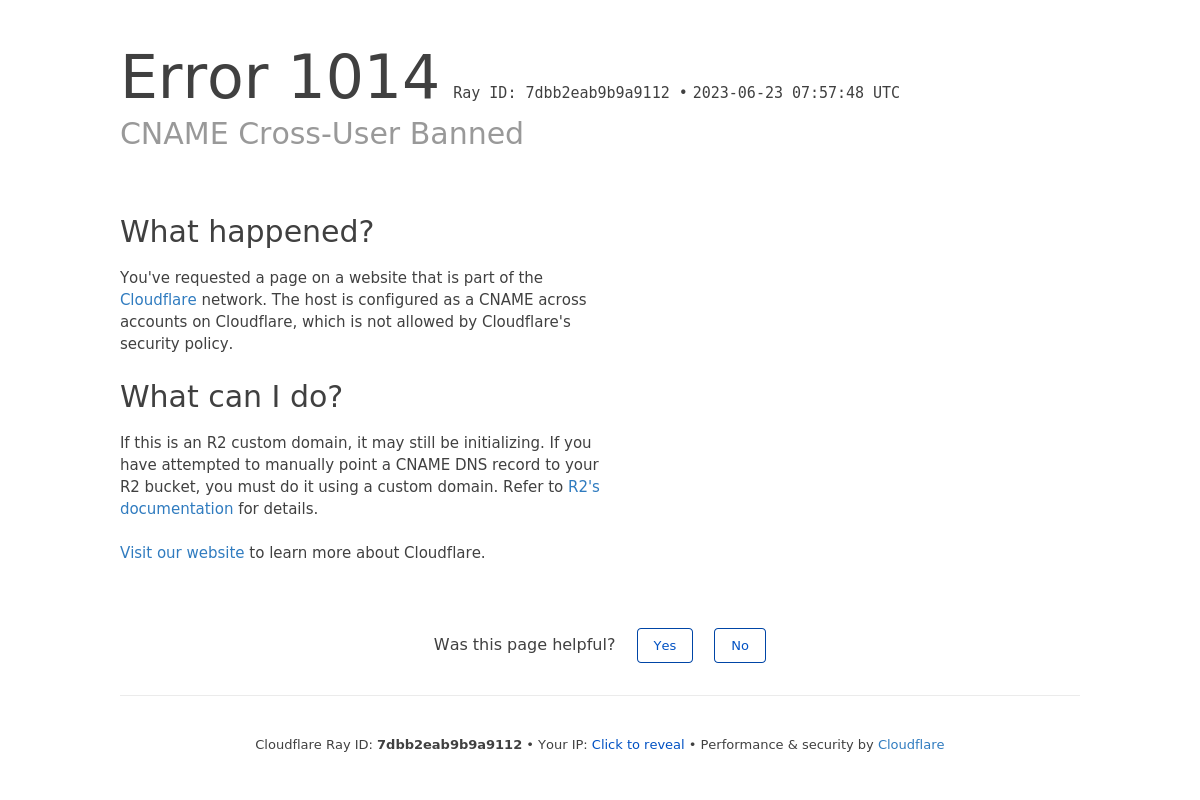 Error 1014 Ray ID: 7dbb2eab9b9a9112 • 2023-06-23 07:57:48 UTC
CNAME Cross-User Banned
What happened?
You've requested a page on a website that is part of the
Cloudflare network. The host is configured as a CNAME across
accounts on Cloudflare, which is not allowed by Cloudflare's
security policy.
What can I do?
If this is an R2 custom domain, it may still be initializing. If you
have attempted to manually point a CNAME DNS record to your
R2 bucket, you must do it using a custom domain. Refer to R2's
documentation for details.
Visit our website to learn more about Cloudflare.
Was this page helpful? Yes No
Cloudflare Ray ID: 7dbb2eab9b9a9112 • Your IP: Click to reveal • Performance & security by Cloudflare